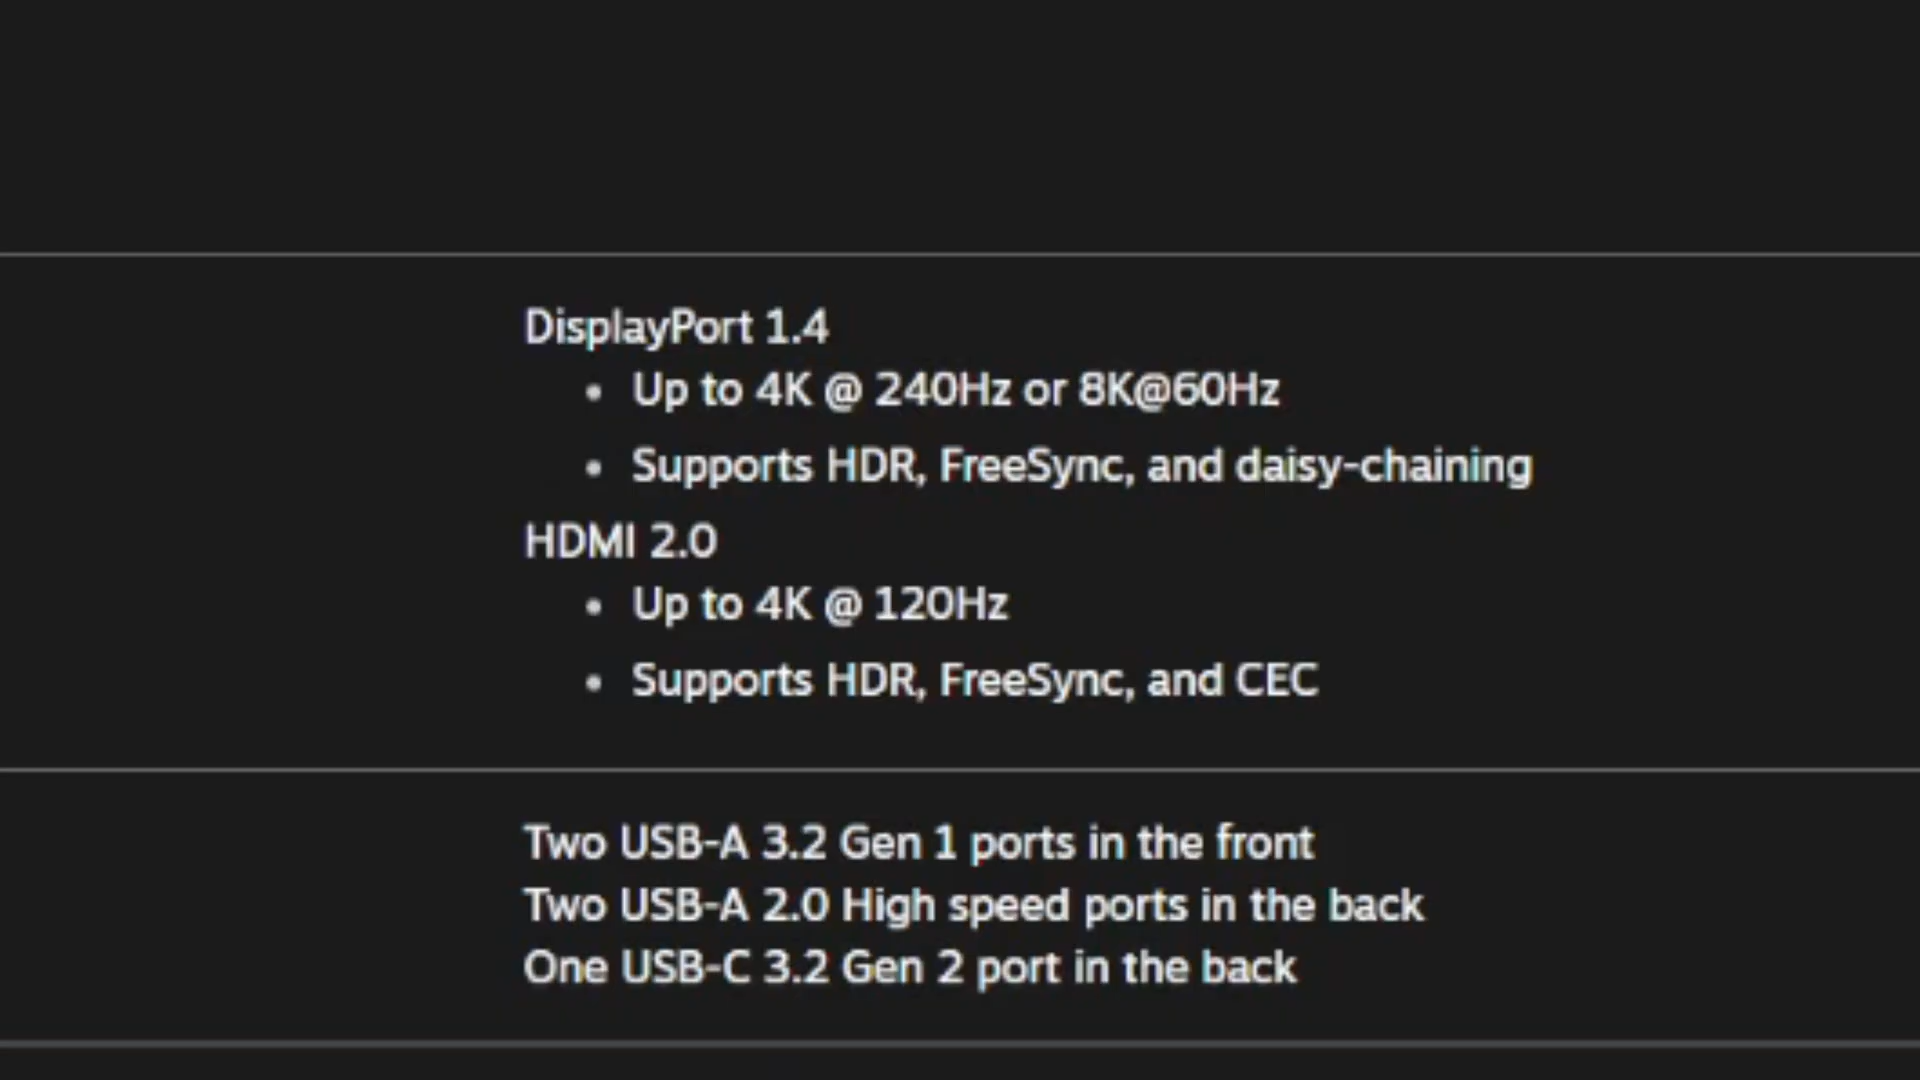 DisplayPort 1.4
• Up to 4K @ 240Hz or 8K@60Hz
• Supports HDR, FreeSync, and daisy-chaining
HDMI 2.0
• Up to 4K @ 120Hz
• Supports HDR, FreeSync, and CEC
Two USB-A 3.2 Gen 1 ports in the front
Two USB-A 2.0 High speed ports in the back
One USB-C 3.2 Gen 2 port in the back